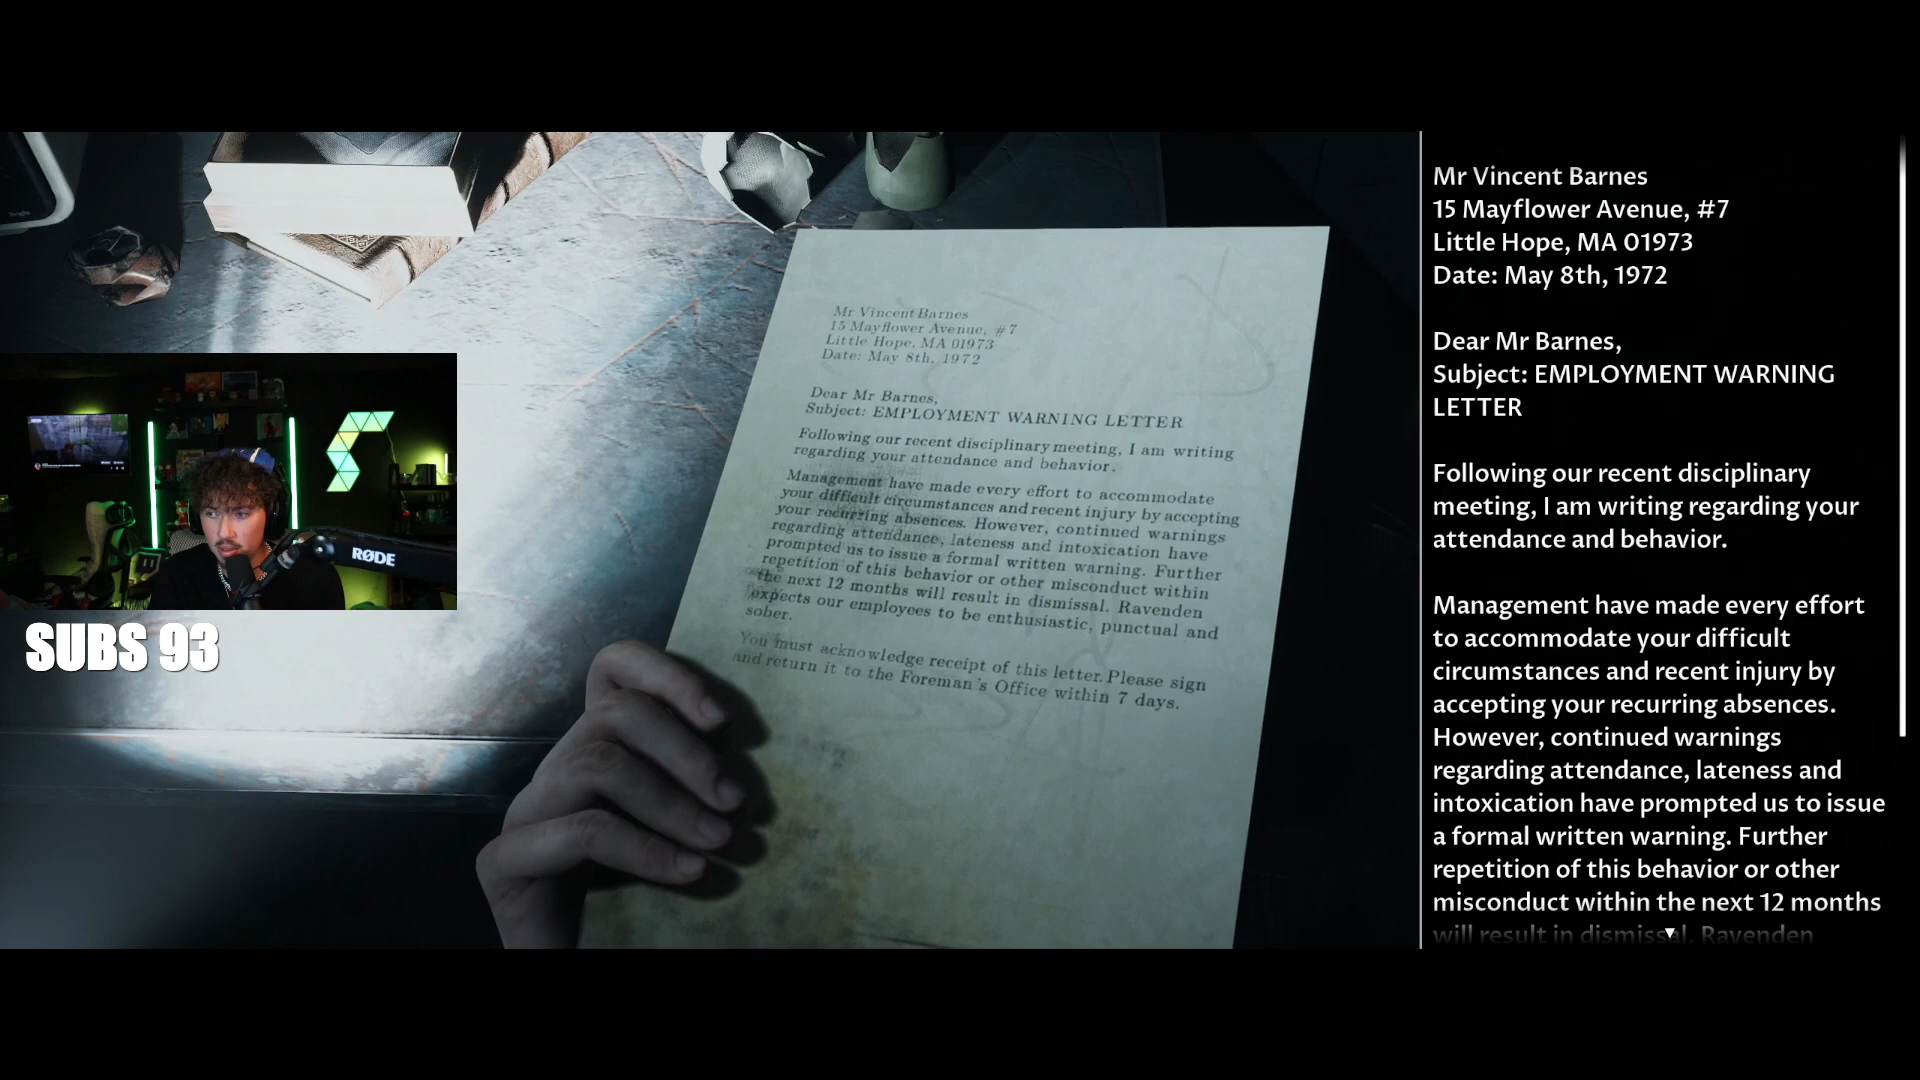 Mr Vincent Barnes
15 Mayflower Avenue, #7
Little Hope, MA 01973
Date: May 8th, 1972
Dear Mr Barnes,
Subject: EMPLOYMENT WARNING LETTER
Following our recent disciplinary meeting, I am writing
regarding your attendance and behavior.
Management have made every effort to accommodate
your difficult circumstances and recent injury by accepting
your recurring absences. However, continued warnings
regarding attendance, lateness and intoxication have
prompted us to issue a formal written warning. Further
repetition of this behavior or other misconduct within
the next 12 months will result in dismissal. Ravenden
expects our employees to be enthusiastic, punctual and
sober.
You must acknowledge receipt of this letter. Please sign
and return it to the Foreman's Office within 7 days.
RØDE
SUBS 93
Mr Vincent Barnes
15 Mayflower Avenue, #7
Little Hope, MA 01973
Date: May 8th, 1972
Dear Mr Barnes,
Subject: EMPLOYMENT WARNING
LETTER
Following our recent disciplinary
meeting, I am writing regarding your
attendance and behavior.
Management have made every effort
to accommodate your difficult
circumstances and recent injury by
accepting your recurring absences.
However, continued warnings
regarding attendance, lateness and
intoxication have prompted us to issue
a formal written warning. Further
repetition of this behavior or other
misconduct within the next 12 months
will result in dismissal. Ravenden